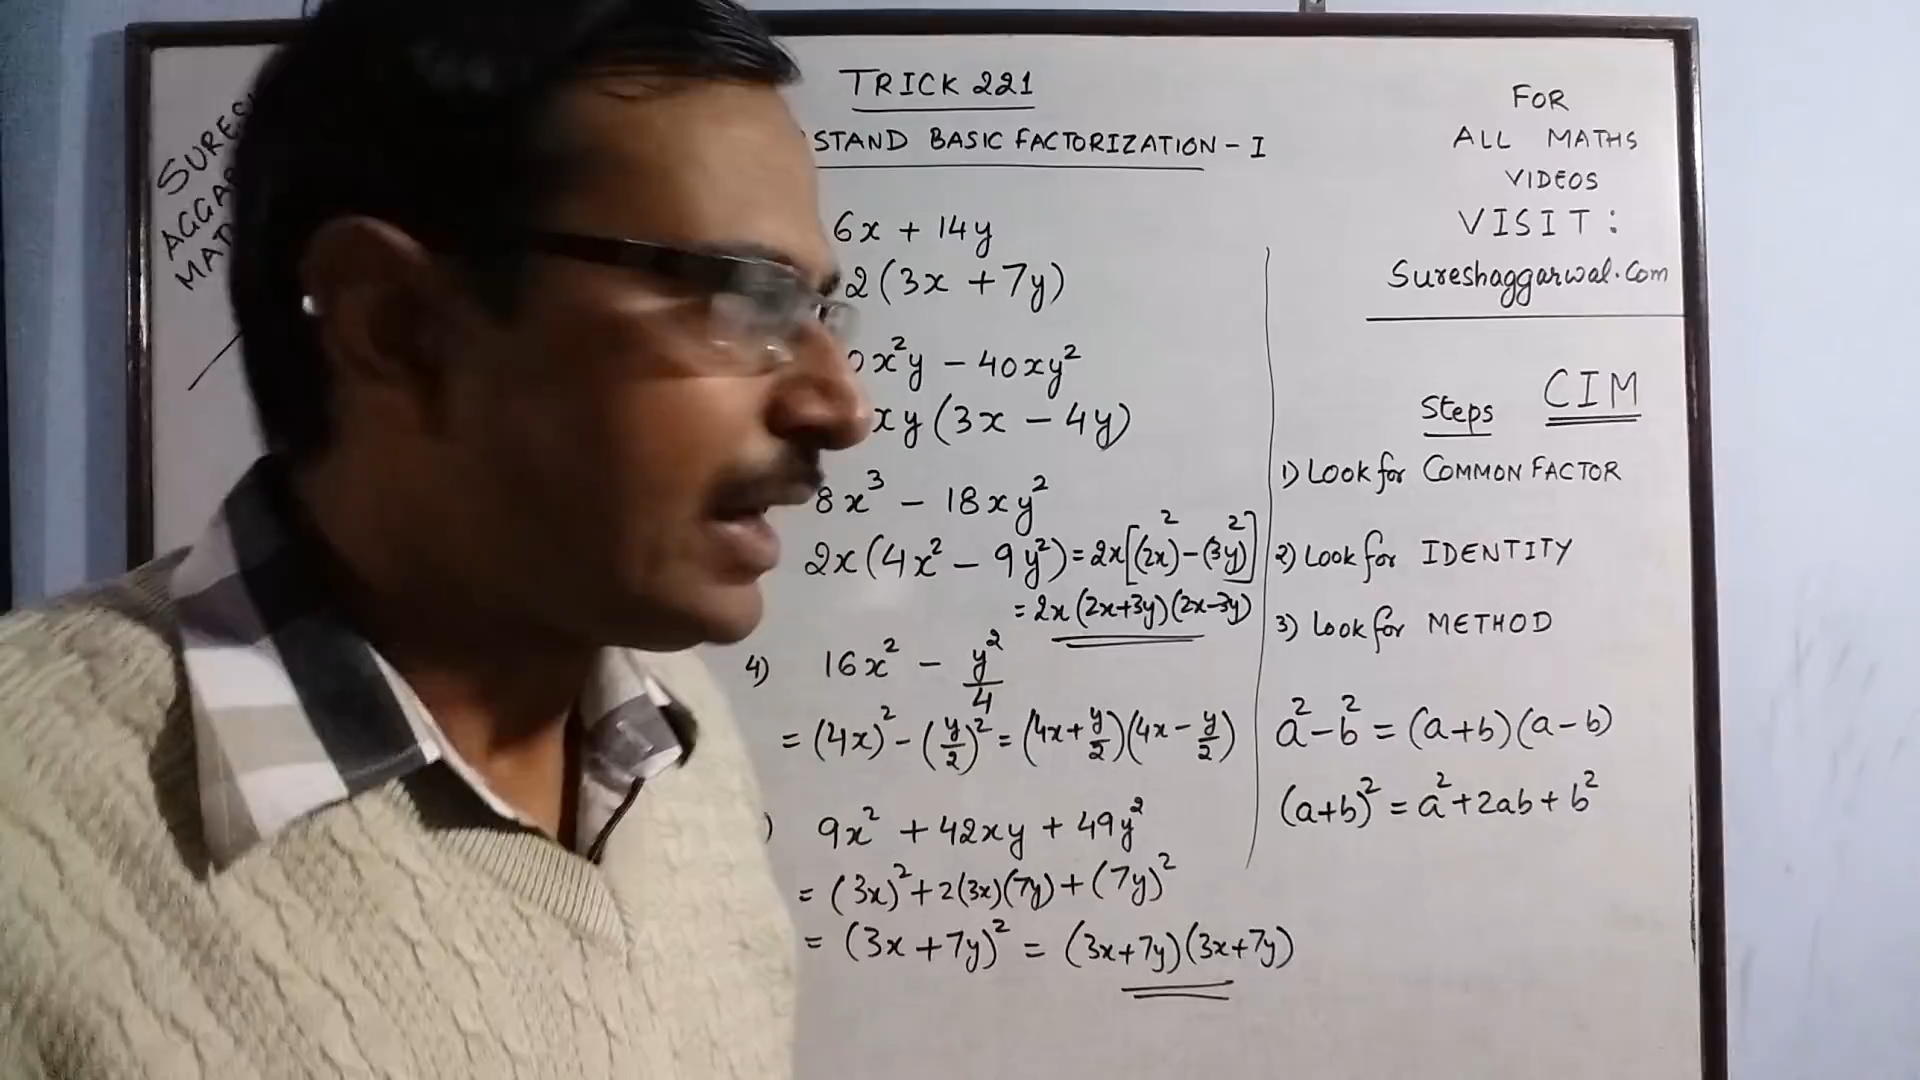 SURES
AGGAR
MAT
TRICK 221
STAND BASIC FACTORIZATION - I
6x + 14y
2(3x + 7y)
0x²y - 40xy²
xy(3x - 4y)
8x³ - 18xy²
2x(4x² - 9y²) = 2x[(2x)² - (3y)²]
= 2x(2x+3y)(2x-3y)
4) 16x² - y²/4
= (4x)² - (y/2)² = (4x + y/2)(4x - y/2)
) 9x² + 42xy + 49y²
= (3x)² + 2(3x)(7y) + (7y)²
= (3x + 7y)² = (3x+7y)(3x+7y)
FOR
ALL MATHS
VIDEOS
VISIT :
Sureshaggarwal.com
Steps CIM
1) Look for COMMON FACTOR
2) Look for IDENTITY
3) Look for METHOD
a² - b² = (a+b)(a-b)
(a+b)² = a² + 2ab + b²